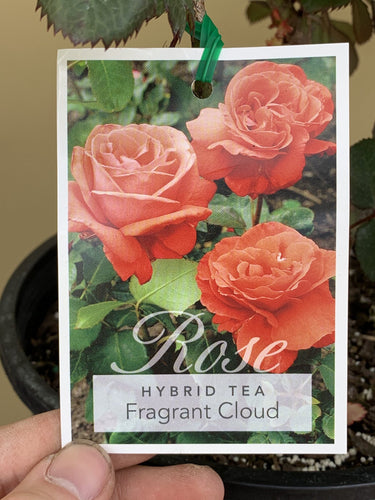 Rose
HYBRID TEA
Fragrant Cloud